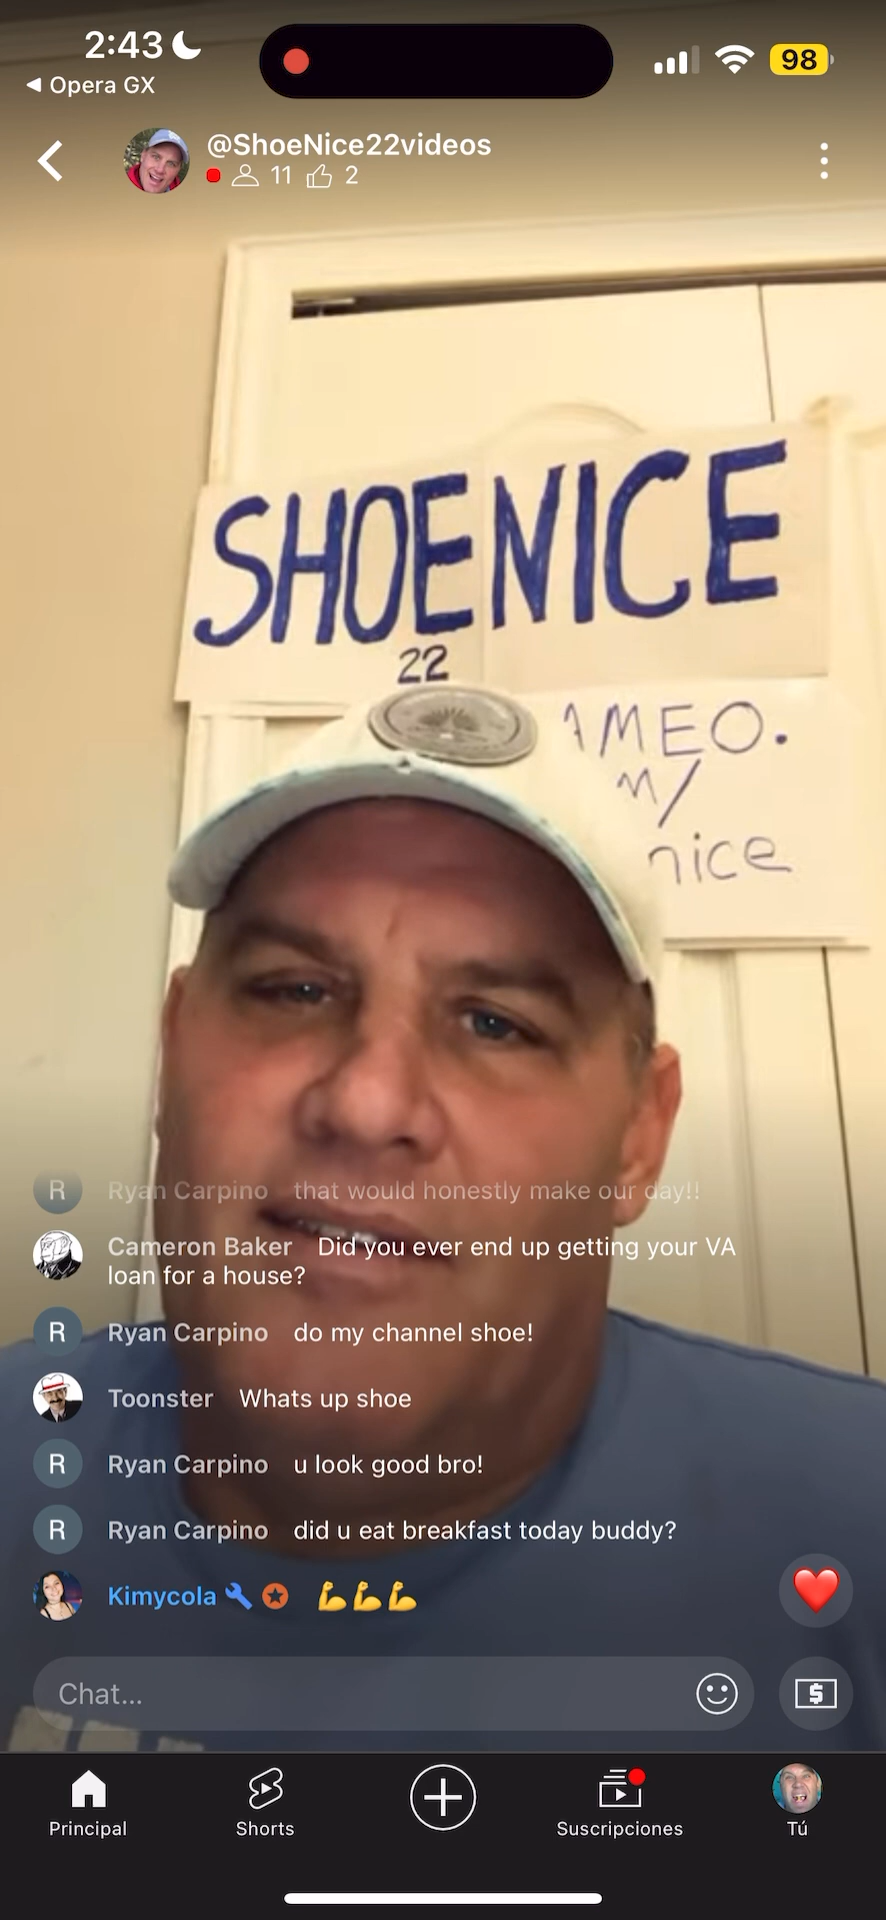 2:43
98
◀ Opera GX
@ShoeNice22videos
11 2
SHOENICE
22
AMEO.
M/
nice
R Ryan Carpino that would honestly make our day!!
Cameron Baker Did you ever end up getting your VA
loan for a house?
R Ryan Carpino do my channel shoe!
Toonster Whats up shoe
R Ryan Carpino u look good bro!
R Ryan Carpino did u eat breakfast today buddy?
Kimycola 💪💪💪
Chat...
Principal
Shorts
Suscripciones
Tú